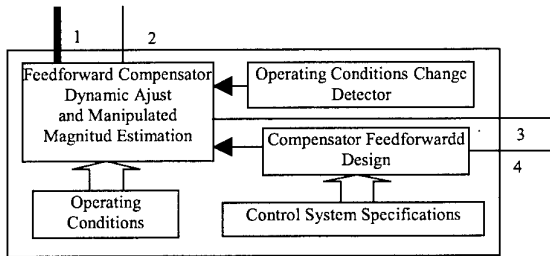 1
2
Feedforward Compensator
Dynamic Ajust
and Manipulated
Magnitud Estimation
Operating Conditions Change
Detector
3
Compensator Feedforwardd
Design
4
Operating
Conditions
Control System Specifications